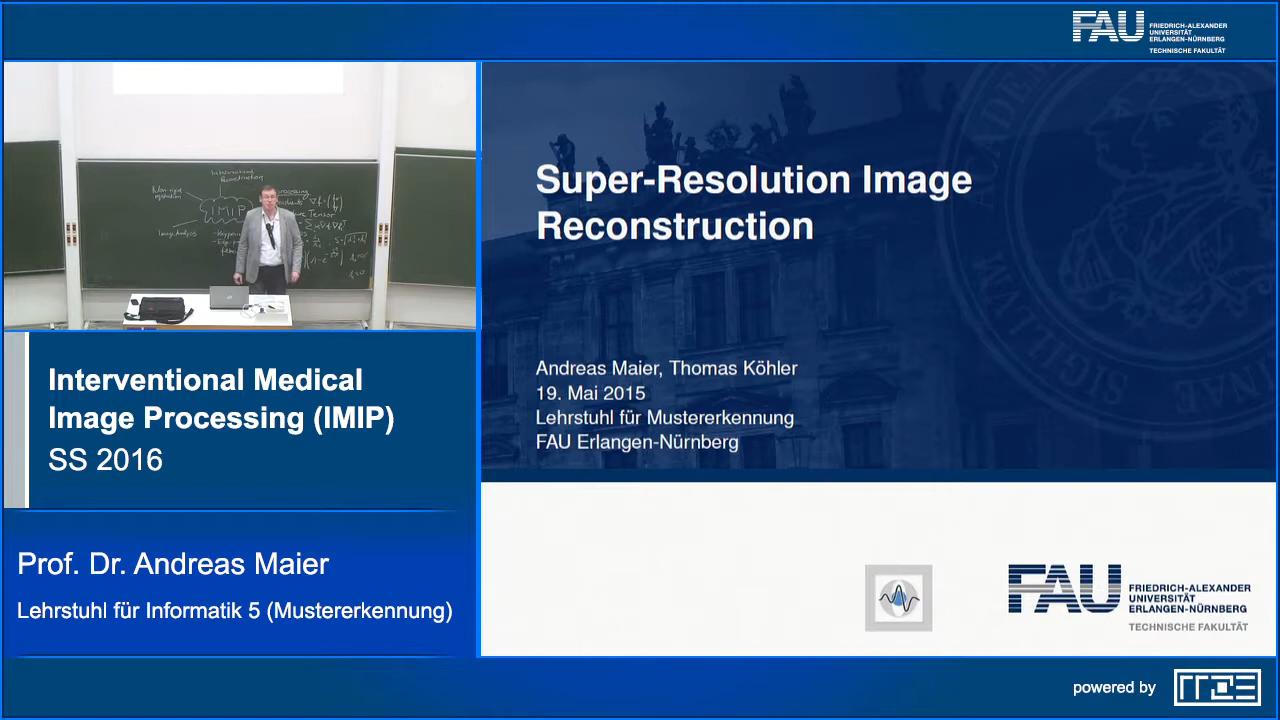 FAU
FRIEDRICH-ALEXANDER
UNIVERSITÄT
ERLANGEN-NÜRNBERG
TECHNISCHE FAKULTÄT
IMIP
Super-Resolution Image
Reconstruction
Andreas Maier, Thomas Köhler
19. Mai 2015
Lehrstuhl für Mustererkennung
FAU Erlangen-Nürnberg
Interventional Medical
Image Processing (IMIP)
SS 2016
Prof. Dr. Andreas Maier
Lehrstuhl für Informatik 5 (Mustererkennung)
FAU
FRIEDRICH-ALEXANDER
UNIVERSITÄT
ERLANGEN-NÜRNBERG
TECHNISCHE FAKULTÄT
powered by